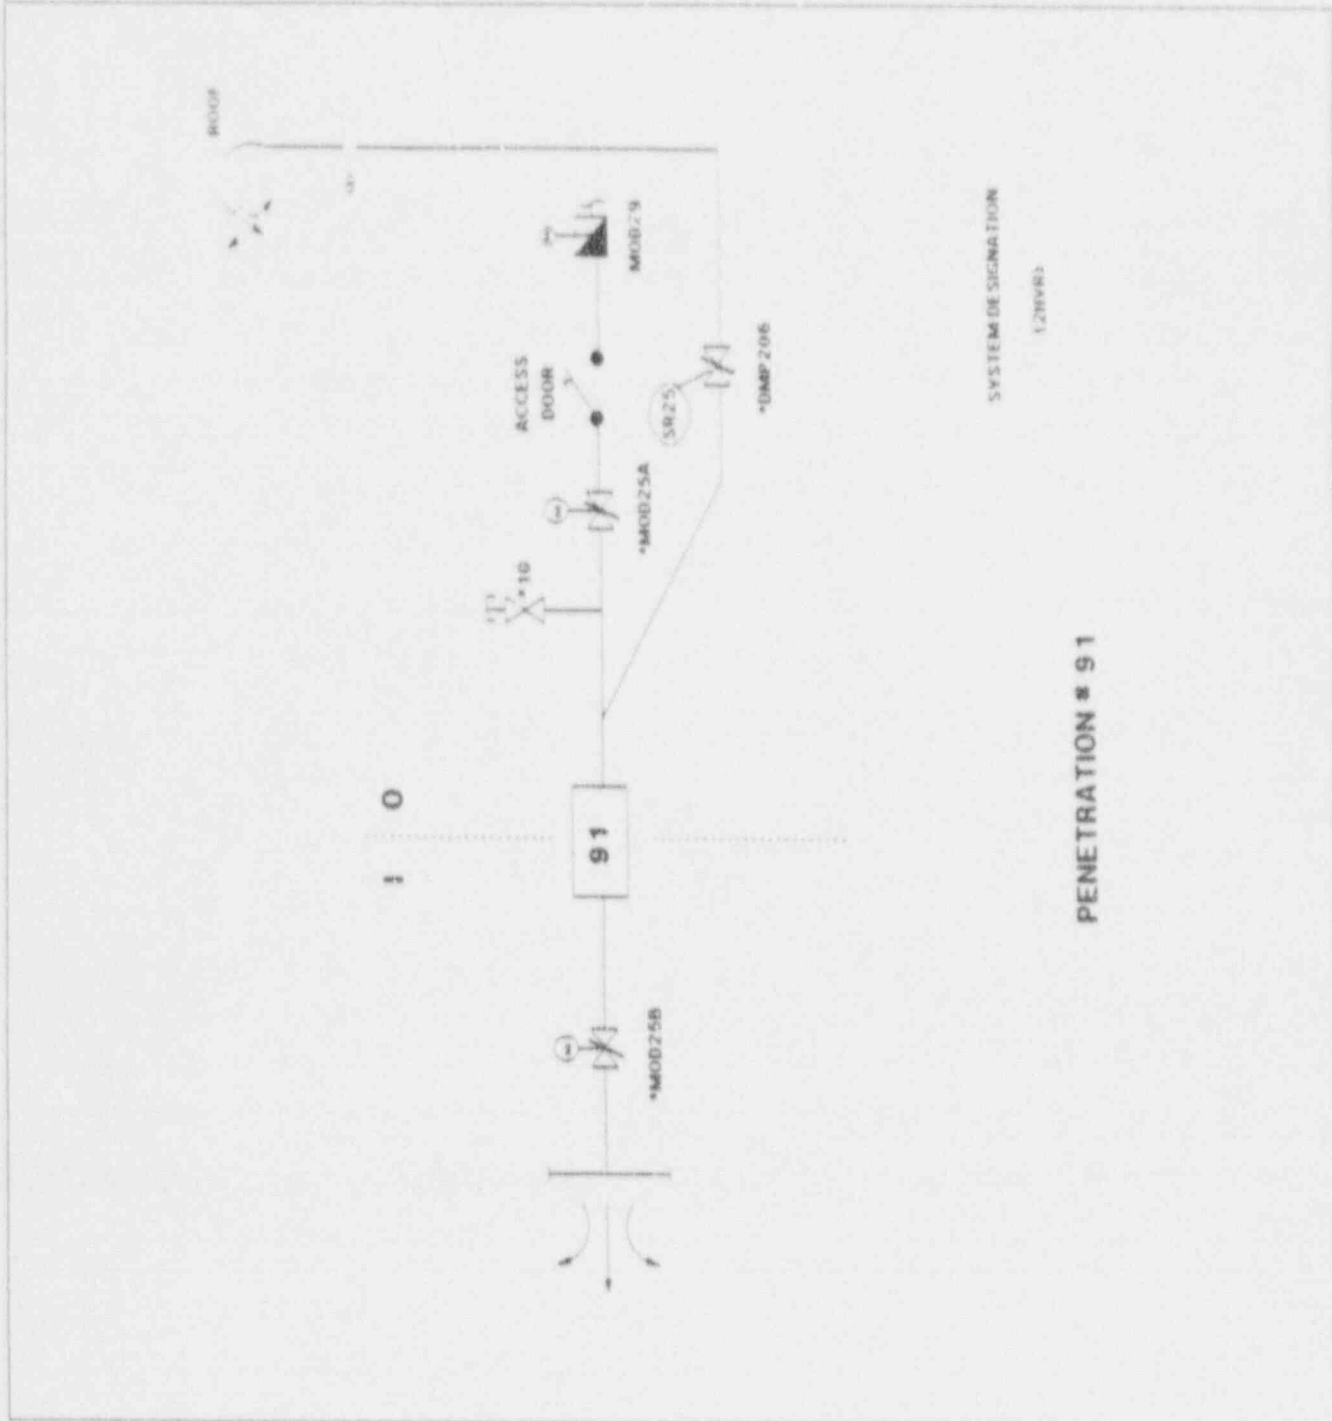 ROOF
MOD29
ACCESS
DOOR
SR25
*DMP206
*MOD25A
*10
I O
91
*MOD25B
SYSTEM DESIGNATION
PENETRATION # 91